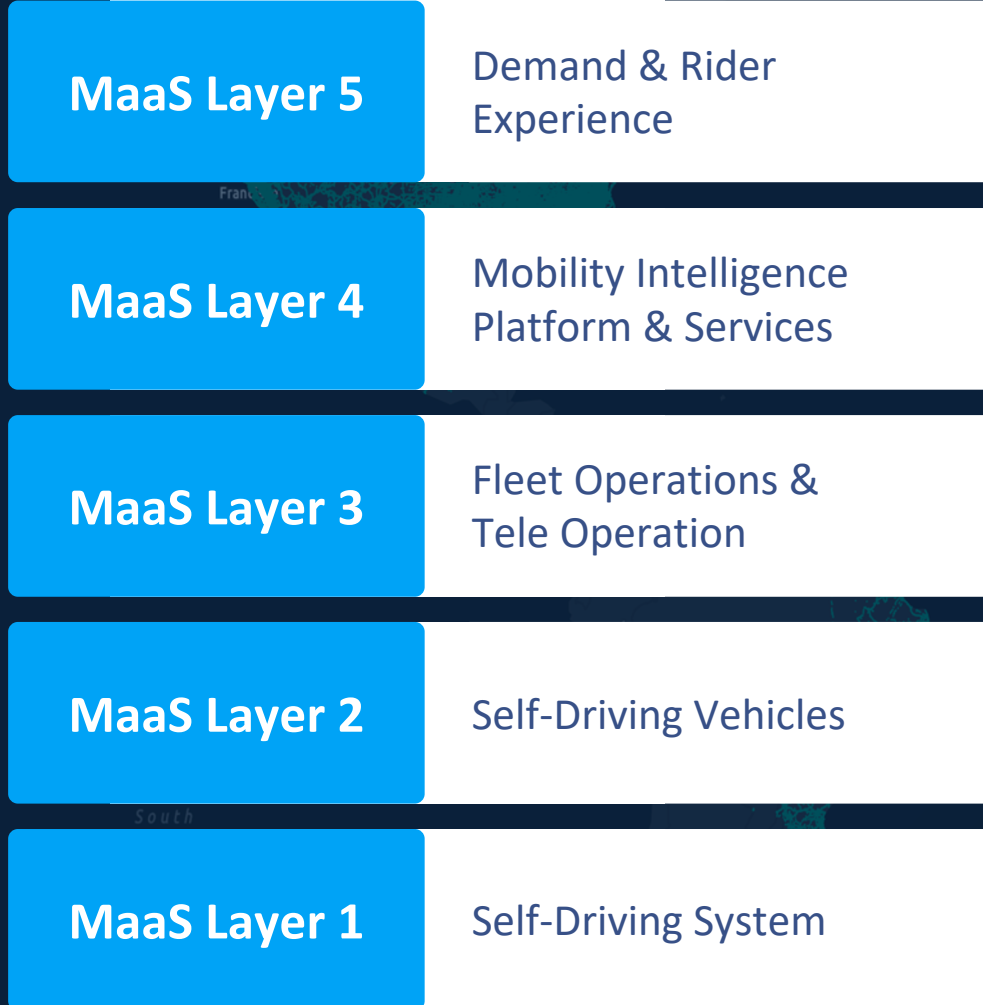 MaaS Layer 5
Demand & Rider
Experience
MaaS Layer 4
Mobility Intelligence
Platform & Services
MaaS Layer 3
Fleet Operations &
Tele Operation
MaaS Layer 2
Self-Driving Vehicles
South
MaaS Layer 1
Self-Driving System